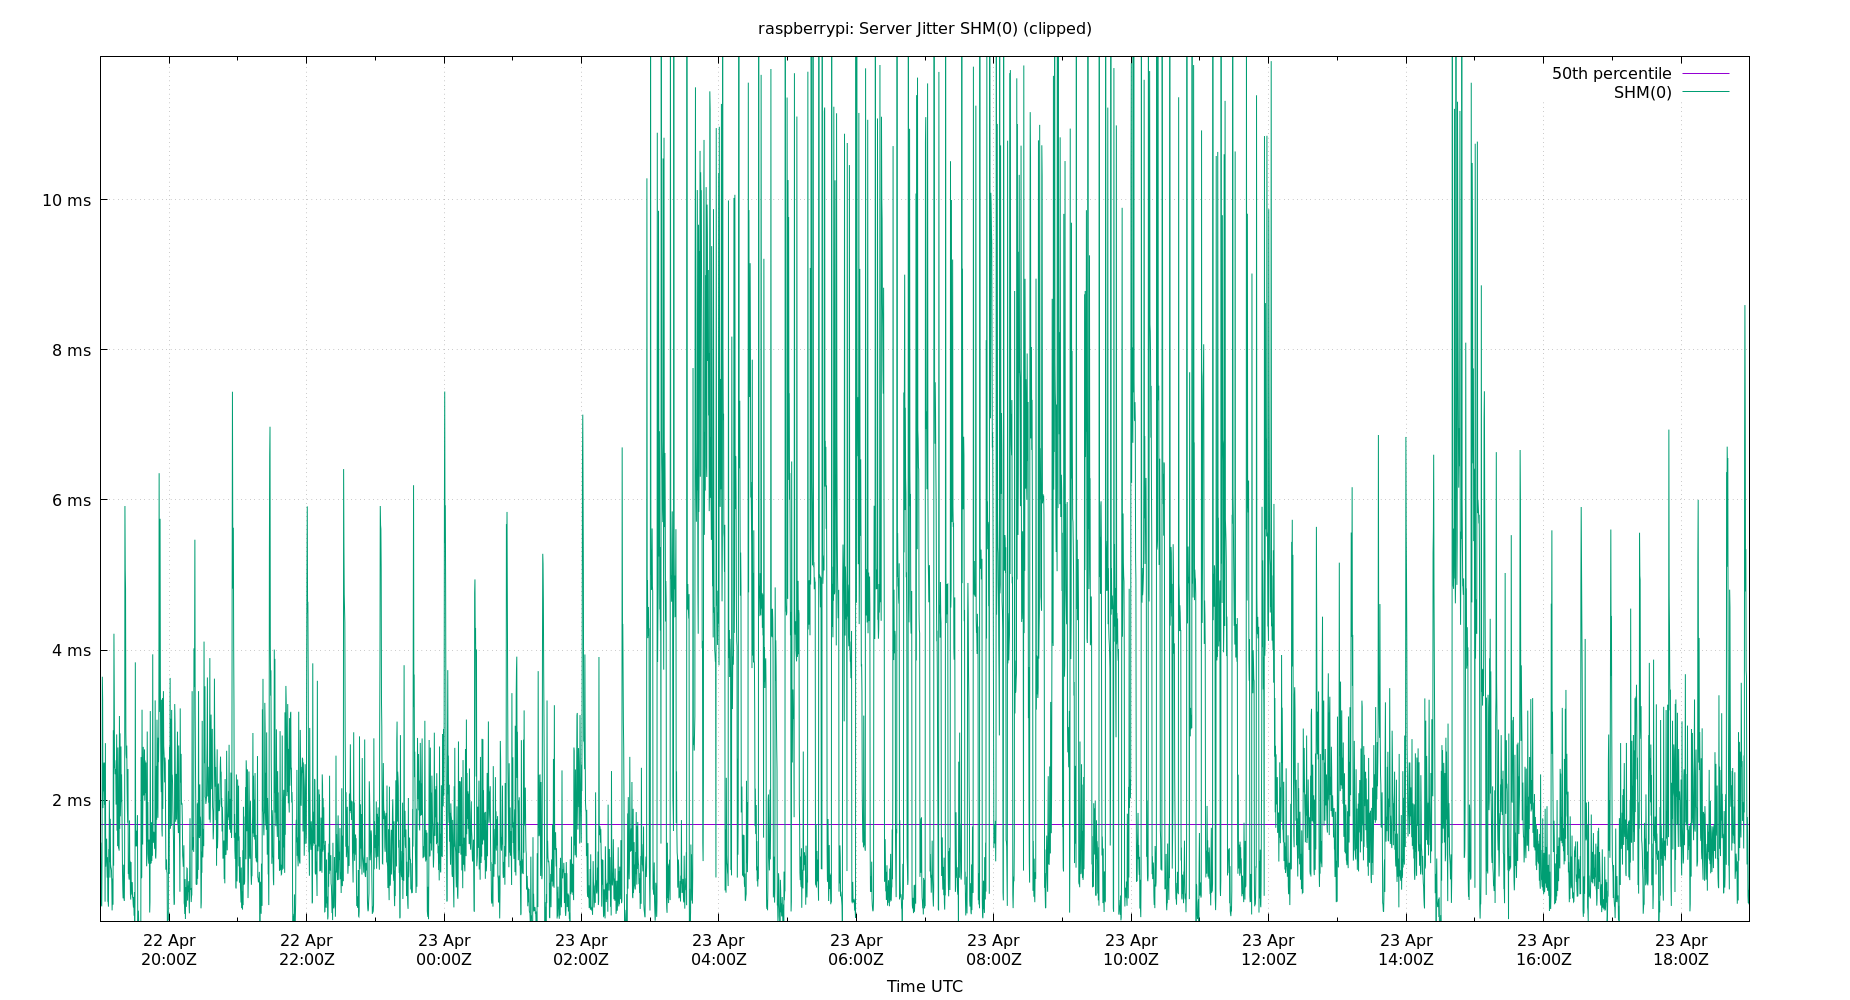 raspberrypi: Server Jitter SHM(0) (clipped)
50th percentile
SHM(0)
10 ms
8 ms
6 ms
4 ms
2 ms
22 Apr 22 Apr 23 Apr 23 Apr 23 Apr 23 Apr 23 Apr 23 Apr 23 Apr 23 Apr 23 Apr 23 Apr
20:00Z 22:00Z 00:00Z 02:00Z 04:00Z 06:00Z 08:00Z 10:00Z 12:00Z 14:00Z 16:00Z 18:00Z
Time UTC